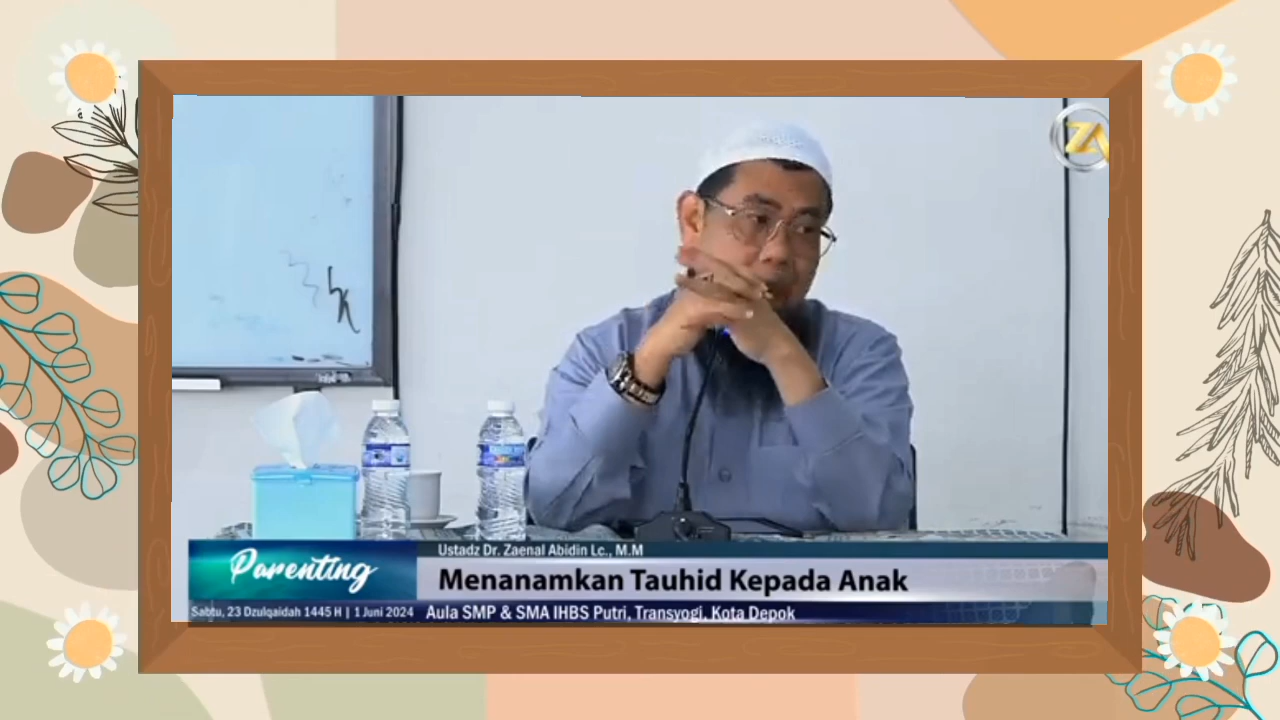 ZA
Parenting
Ustadz Dr. Zaenal Abidin Lc., M.M
Menanamkan Tauhid Kepada Anak
Sabtu, 23 Dzulqaidah 1445 H | 1 Juni 2024
Aula SMP & SMA IHBS Putri, Transyogi, Kota Depok